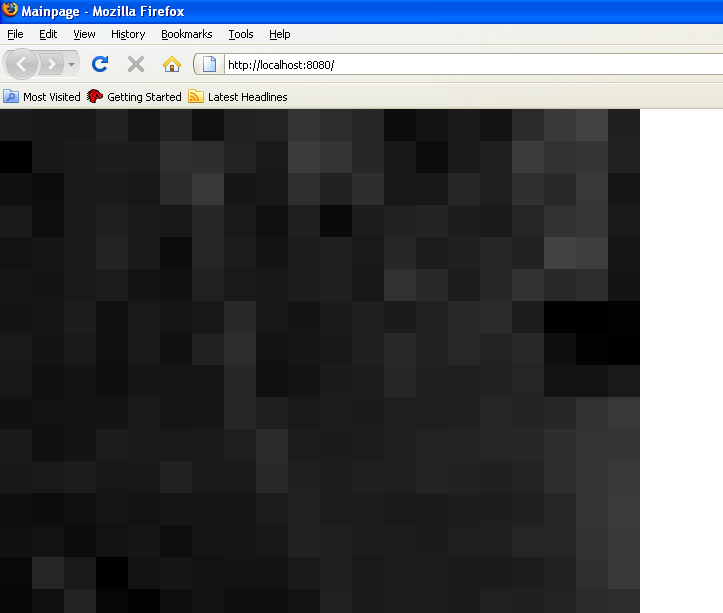 Mainpage - Mozilla Firefox
File Edit View History Bookmarks Tools Help
http://localhost:8080/
Most Visited Getting Started Latest Headlines